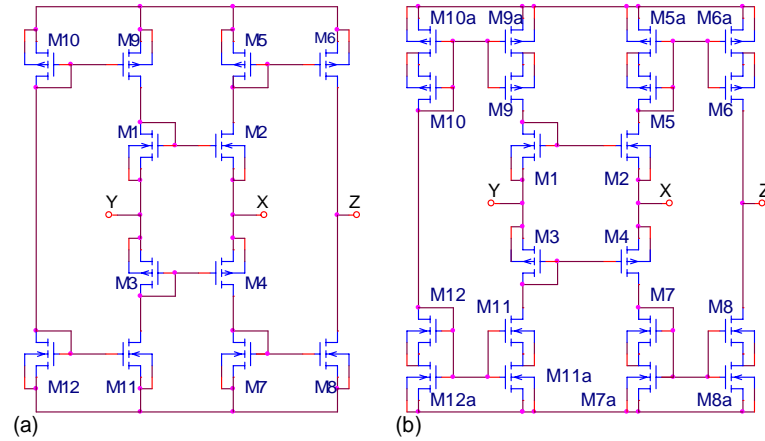 M10 M9 M5 M6
M1 M2
Y X Z
M3 M4
M12 M11 M7 M8
(a)
M10a M9a M5a M6a
M10 M9 M5 M6
M1 M2
Y X Z
M3 M4
M12 M11 M7 M8
M12a M11a M7a M8a
(b)